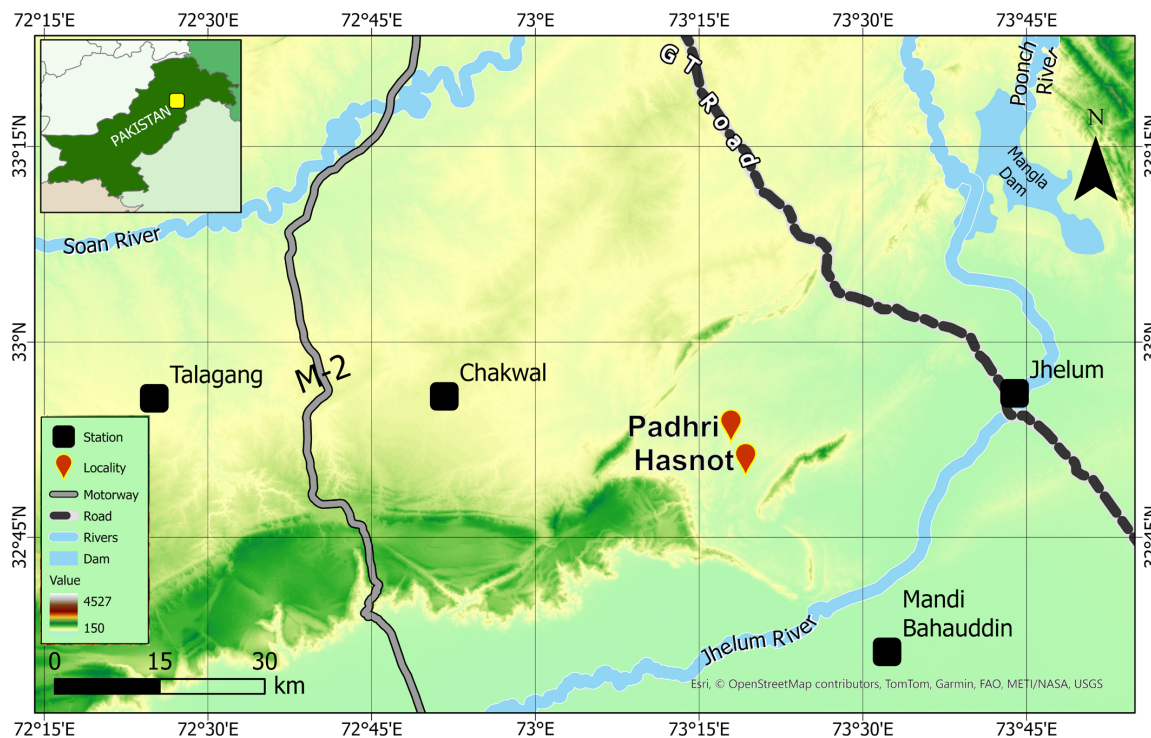 72°15'E 72°30'E 72°45'E 73°E 73°15'E 73°30'E 73°45'E
G T Road
Poonch
River
N
PAKISTAN
33°15'N 33°15'N
Mangla
Dam
Soan River
33°N 33°N
M-2
Talagang
Chakwal
Jhelum
Padhri
Hasnot
Station
Locality
Motorway
Road
Rivers
Dam
Value
4527
150
32°45'N 32°45'N
Mandi
Bahauddin
Jhelum River
0 15 30
km
Esri, © OpenStreetMap contributors, TomTom, Garmin, FAO, METI/NASA, USGS
72°15'E 72°30'E 72°45'E 73°E 73°15'E 73°30'E 73°45'E